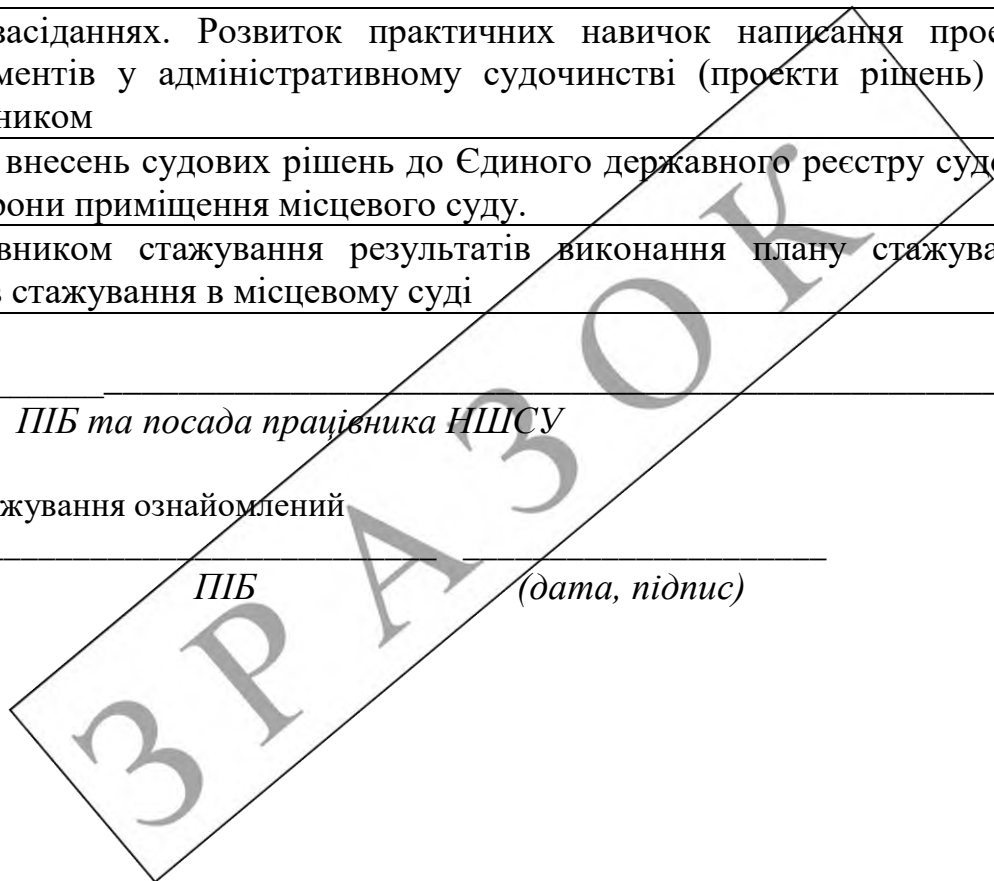 засіданнях. Розвиток практичних навичок написання прое
ментів у адміністративному судочинстві (проекти рішень)
ником
внесень судових рішень до Єдиного державного реєстру судо
рони приміщення місцевого суду.
вником стажування результатів виконання плану стажува
в стажування в місцевому суді
ПІБ та посада працівника НШСУ
жування ознайомлений
ПІБ (дата, підпис)
ЗРАЗОК